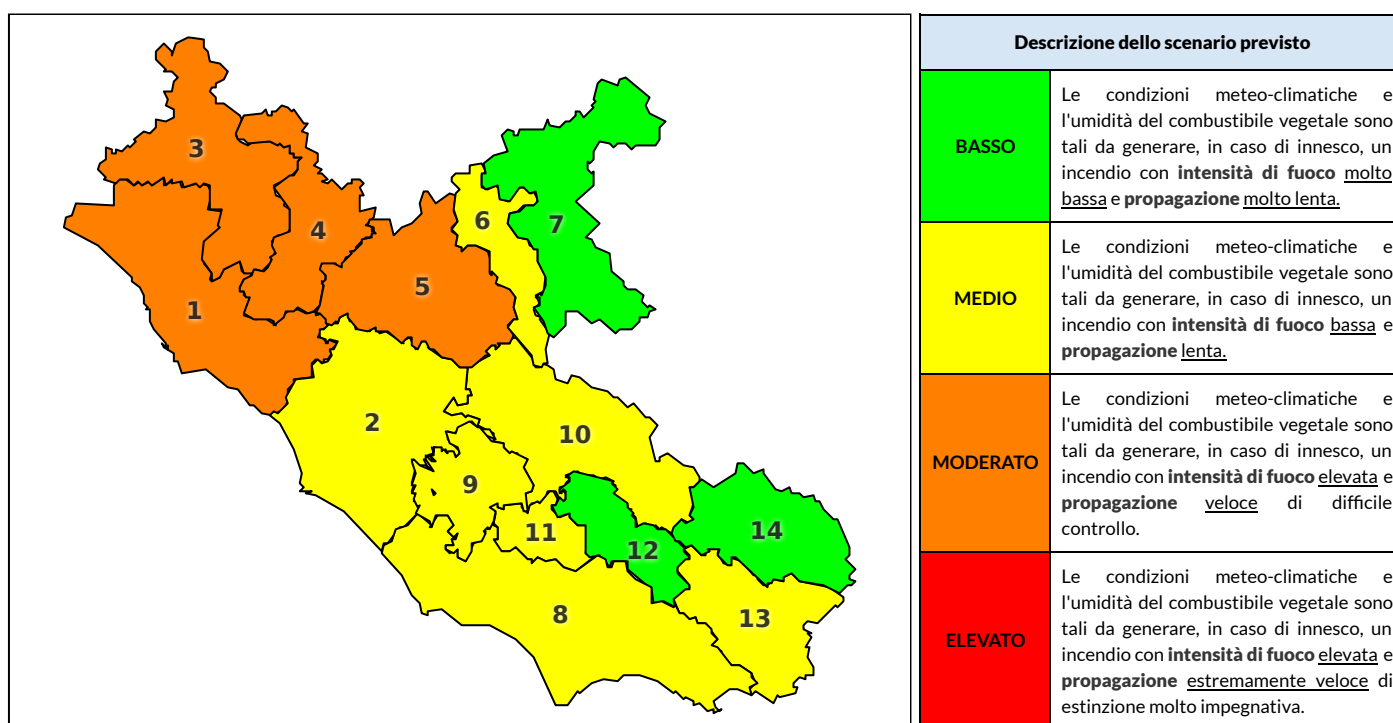 3
4
6
7
5
1
2
10
9
11
12
14
8
13
Descrizione dello scenario previsto
BASSO
Le condizioni meteo-climatiche e
l'umidità del combustibile vegetale sono
tali da generare, in caso di innesco, un
incendio con intensità di fuoco molto
bassa e propagazione molto lenta.
MEDIO
Le condizioni meteo-climatiche e
l'umidità del combustibile vegetale sono
tali da generare, in caso di innesco, un
incendio con intensità di fuoco bassa e
propagazione lenta.
MODERATO
Le condizioni meteo-climatiche e
l'umidità del combustibile vegetale sono
tali da generare, in caso di innesco, un
incendio con intensità di fuoco elevata e
propagazione veloce di difficile
controllo.
ELEVATO
Le condizioni meteo-climatiche e
l'umidità del combustibile vegetale sono
tali da generare, in caso di innesco, un
incendio con intensità di fuoco elevata e
propagazione estremamente veloce di
estinzione molto impegnativa.